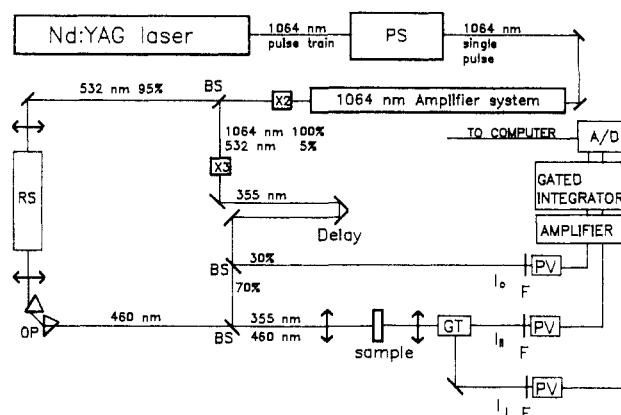 Nd:YAG laser
1064 nm
pulse train
PS
1064 nm
single
pulse
532 nm 95%
BS
X2
1064 nm Amplifier system
1064 nm 100%
532 nm 5%
X3
TO COMPUTER
A/D
RS
355 nm
Delay
GATED
INTEGRATOR
AMPLIFIER
BS
30%
70%
I₀
F
PV
OP
460 nm
BS
355 nm
460 nm
sample
GT
I∥
F
PV
I⊥
F
PV